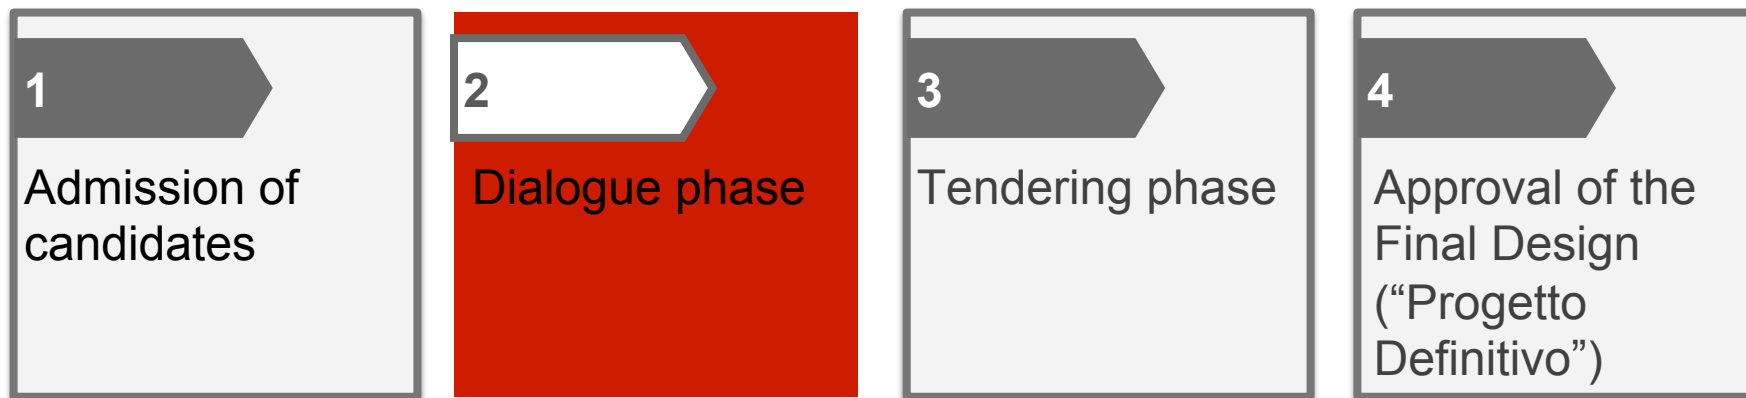 1
Admission of
candidates
2
Dialogue phase
3
Tendering phase
4
Approval of the
Final Design
(“Progetto
Definitivo”)